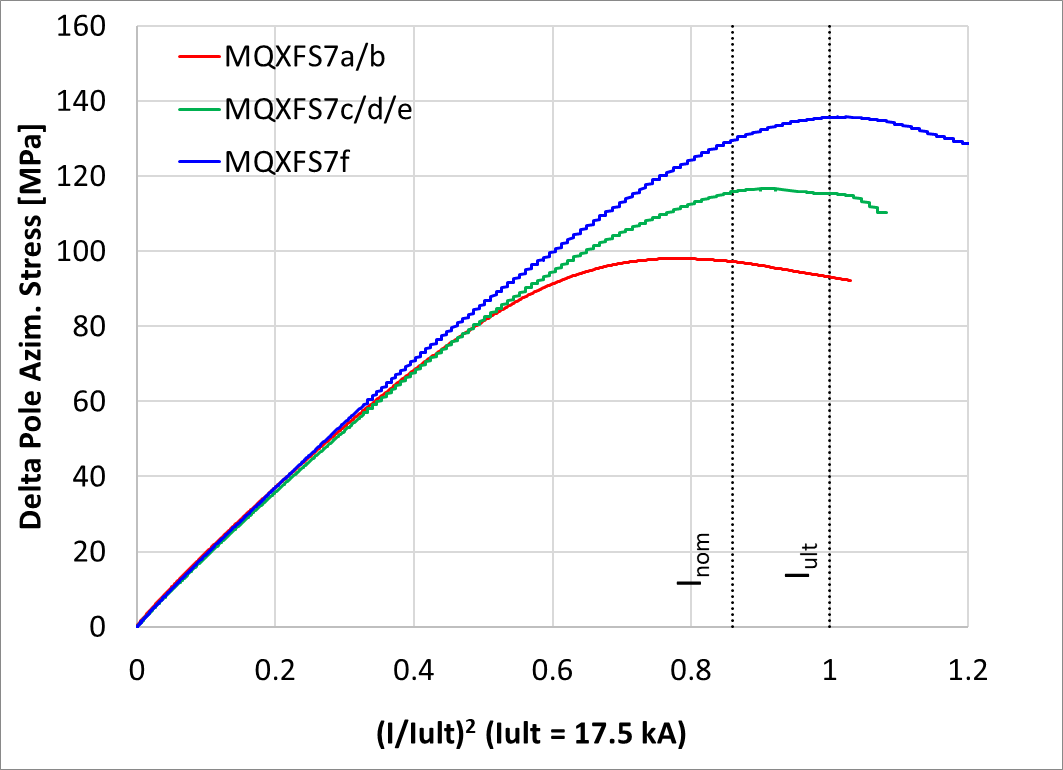 160
140
120
100
80
60
40
20
0
Delta Pole Azim. Stress [MPa]
MQXFS7a/b
MQXFS7c/d/e
MQXFS7f
Inom
Iult
0 0.2 0.4 0.6 0.8 1 1.2
(I/Iult)² (Iult = 17.5 kA)